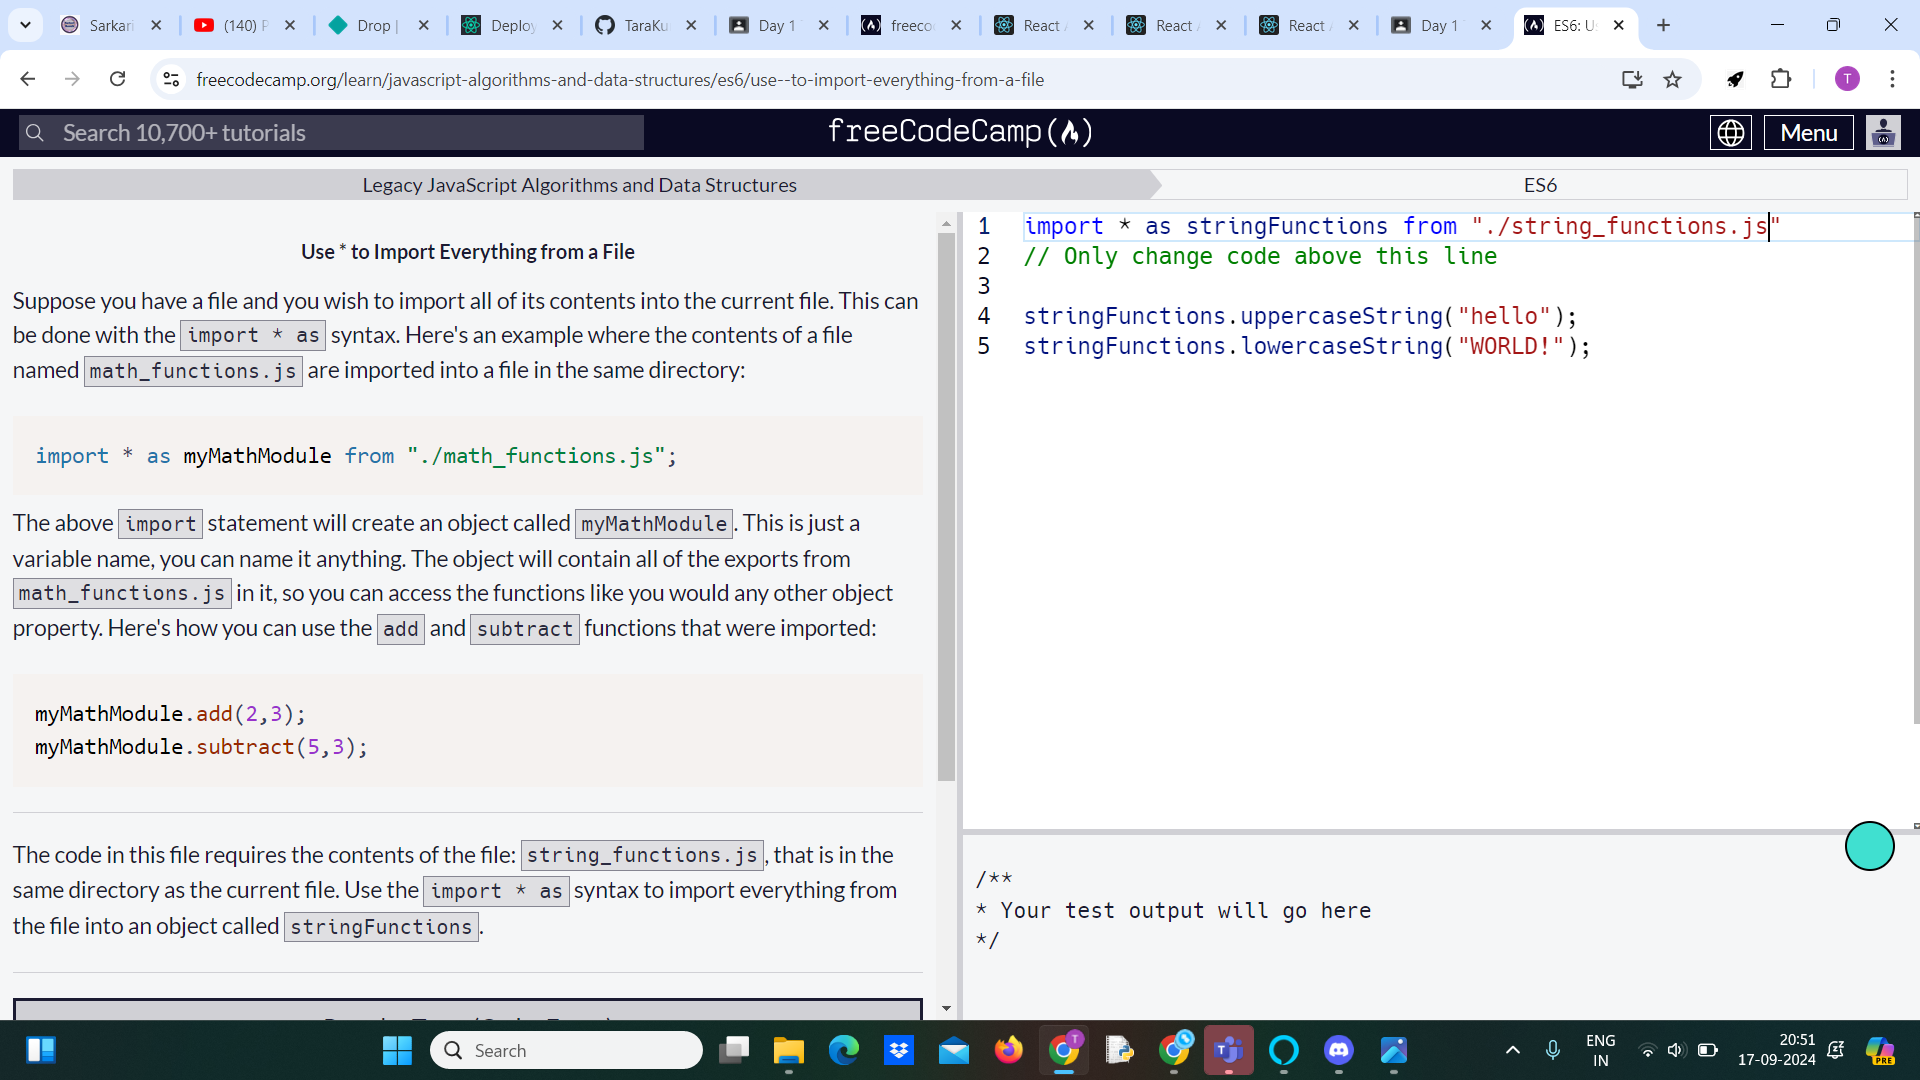 Sarkari
(140) P
Drop |
Deploy
TaraKu
Day 1
freeco
React A
React A
React A
Day 1
ES6: Us
freecodecamp.org/learn/javascript-algorithms-and-data-structures/es6/use--to-import-everything-from-a-file
T
Search 10,700+ tutorials
freeCodeCamp
Menu
Legacy JavaScript Algorithms and Data Structures
ES6
Use * to Import Everything from a File
Suppose you have a file and you wish to import all of its contents into the current file. This can
be done with the import * as syntax. Here's an example where the contents of a file
named math_functions.js are imported into a file in the same directory:
import * as myMathModule from "./math_functions.js";
The above import statement will create an object called myMathModule. This is just a
variable name, you can name it anything. The object will contain all of the exports from
math_functions.js in it, so you can access the functions like you would any other object
property. Here's how you can use the add and subtract functions that were imported:
myMathModule.add(2,3);
myMathModule.subtract(5,3);
The code in this file requires the contents of the file: string_functions.js, that is in the
same directory as the current file. Use the import * as syntax to import everything from
the file into an object called stringFunctions.
1 import * as stringFunctions from "./string_functions.js"
2 // Only change code above this line
3
4 stringFunctions.uppercaseString("hello");
5 stringFunctions.lowercaseString("WORLD!");
/**
* Your test output will go here
*/
Search
ENG
IN
20:51
17-09-2024
PRE